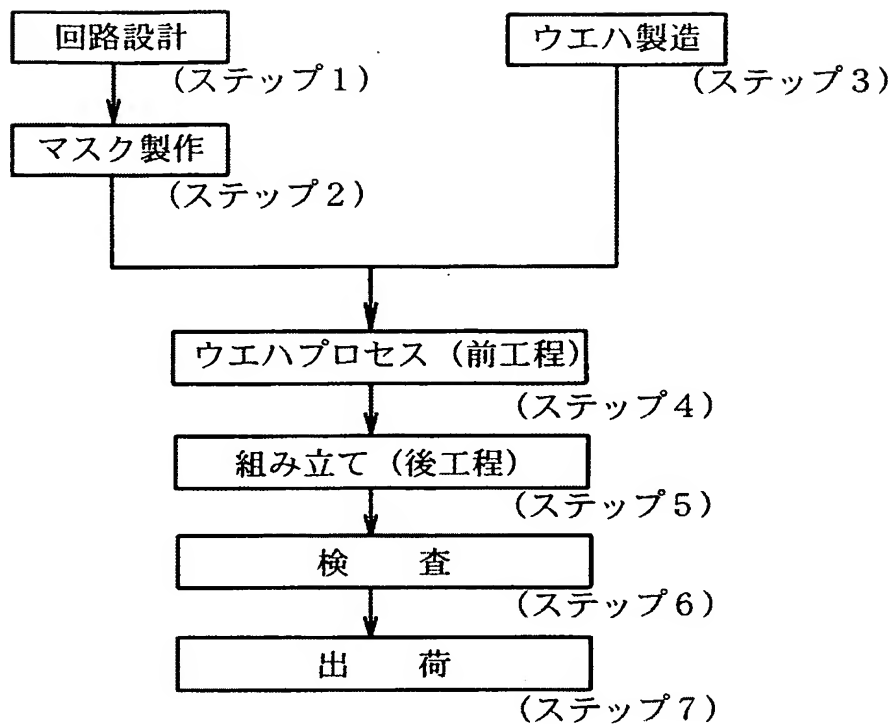 回路設計
(ステップ1)
ウエハ製造
(ステップ3)
マスク製作
(ステップ2)
ウエハプロセス (前工程)
(ステップ4)
組み立て (後工程)
(ステップ5)
検　査
(ステップ6)
出　荷
(ステップ7)